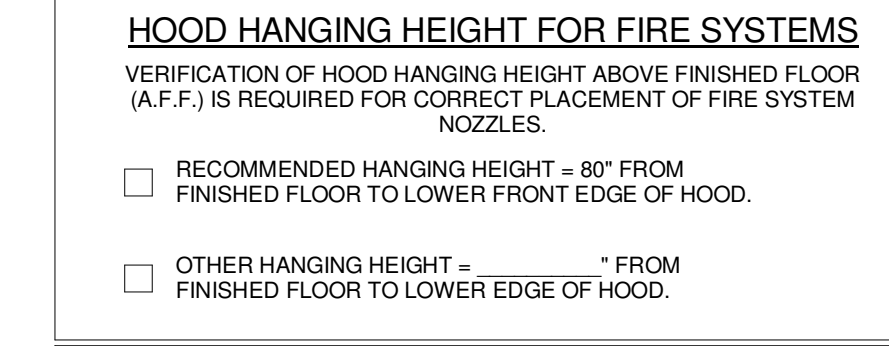 HOOD HANGING HEIGHT FOR FIRE SYSTEMS
VERIFICATION OF HOOD HANGING HEIGHT ABOVE FINISHED FLOOR
(A.F.F.) IS REQUIRED FOR CORRECT PLACEMENT OF FIRE SYSTEM
NOZZLES.
RECOMMENDED HANGING HEIGHT = 80" FROM
FINISHED FLOOR TO LOWER FRONT EDGE OF HOOD.
OTHER HANGING HEIGHT = __________" FROM
FINISHED FLOOR TO LOWER EDGE OF HOOD.